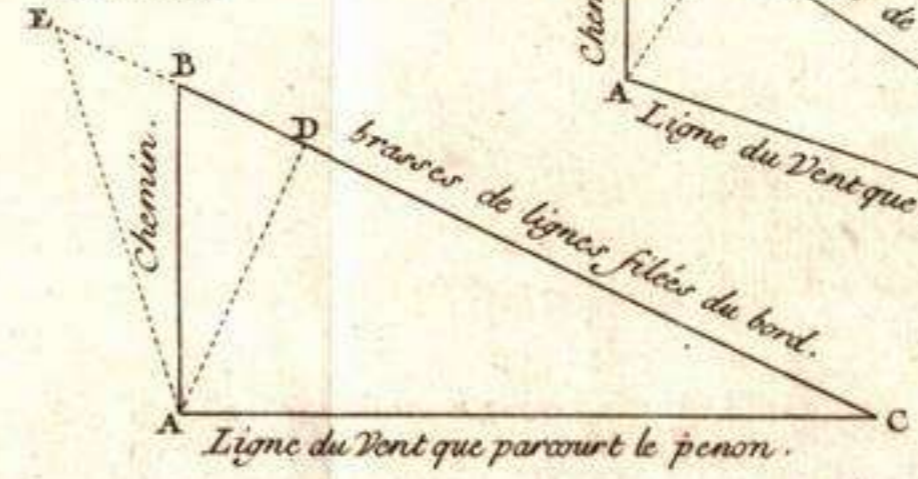 E
B
D
Chemin.
brasses de lignes filées du bord.
A
C
Ligne du Vent que parcourt le penon.
Chem
de
A
Ligne du Vent que